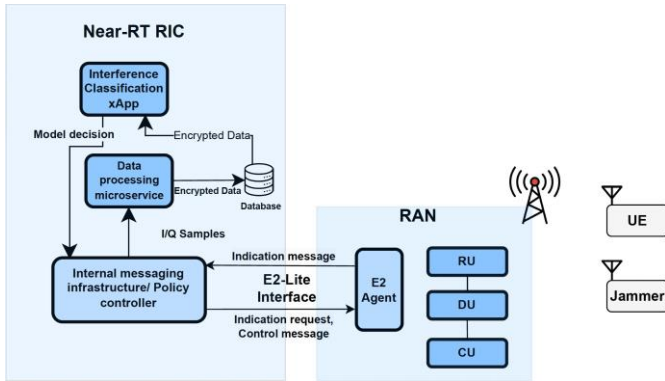 Near-RT RIC
Interference
Classification
xApp
Model decision
Encrypted Data
Data
processing
microservice
Encrypted Data
Database
I/Q Samples
Internal messaging
infrastructure/ Policy
controller
Indication message
E2-Lite
Interface
Indication request,
Control message
RAN
E2
Agent
RU
DU
CU
UE
Jammer